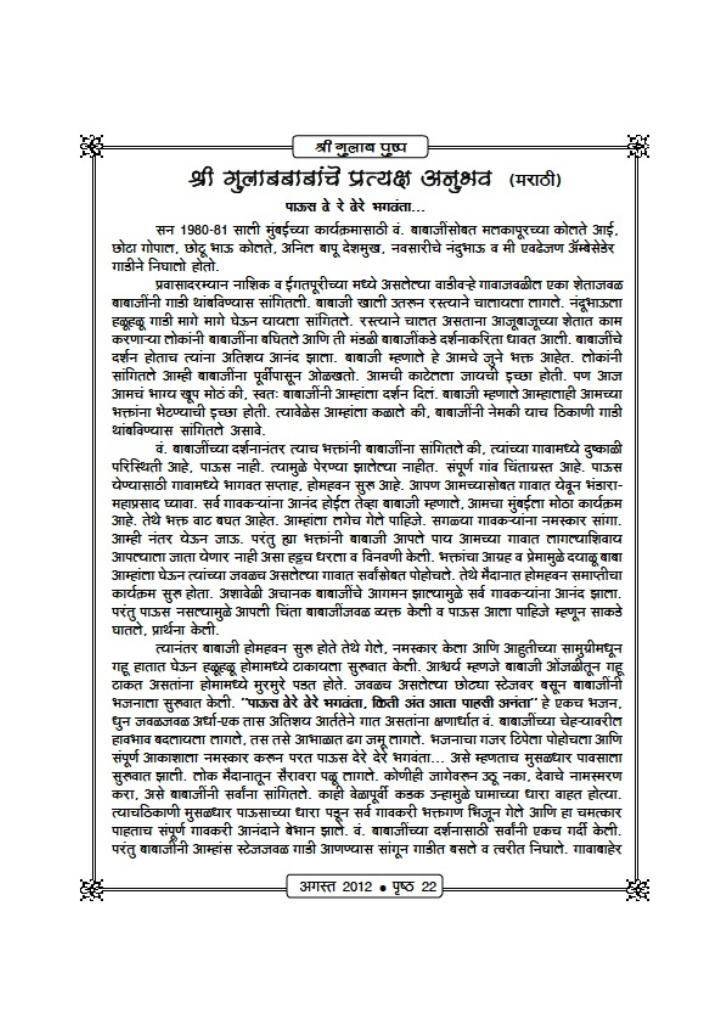 श्री गुलाब पुष्प
श्री गुलाबबाबांचे प्रत्यक्ष अनुभव (मराठी)
पाऊस दे रे देरे भगवंता...
सन 1980-81 साली मुंबईच्या कार्यक्रमासाठी वं. बाबाजींसोबत मलकापूरच्या कोलते आई,
छोटा गोपाल, छोटू भाऊ कोलते, अनिल बापू देशमुख, नवसारीचे नंदुभाऊ व मी एवढेजण ॲम्बेसेडेर
गाडीने निघालो होतो.
प्रवासादरम्यान नाशिक व ईगतपूरीच्या मध्ये असलेल्या वाडीवऱ्हे गावाजवळील एका शेताजवळ
बाबाजींनी गाडी थांबविण्यास सांगितली. बाबाजी खाली उतरुन रस्त्याने चालायला लागले. नंदूभाऊला
हळूहळू गाडी मागे मागे घेऊन यायला सांगितले. रस्त्याने चालत असताना आजूबाजूच्या शेतात काम
करणाऱ्या लोकांनी बाबाजींना बघितले आणि ती मंडळी बाबाजींकडे दर्शनाकरिता धावत आली. बाबाजींचे
दर्शन होताच त्यांना अतिशय आनंद झाला. बाबाजी म्हणाले हे आमचे जुने भक्त आहेत. लोकांनी
सांगितले आम्ही बाबाजींना पूर्वीपासून ओळखतो. आमची काटेलला जायची इच्छा होती. पण आज
आमचं भाग्य खूप मोठं की, स्वतः बाबाजींनी आम्हांला दर्शन दिलं. बाबाजी म्हणाले आम्हालाही आमच्या
भक्तांना भेटण्याची इच्छा होती. त्यावेळेस आम्हांला कळाले की, बाबाजींनी नेमकी याच ठिकाणी गाडी
थांबविण्यास सांगितले असावे.
वं. बाबाजींच्या दर्शनानंतर त्याच भक्तांनी बाबाजींना सांगितले की, त्यांच्या गावामध्ये दुष्काळी
परिस्थिती आहे, पाऊस नाही. त्यामुळे पेरण्या झालेल्या नाहीत. संपूर्ण गांव चिंताग्रस्त आहे. पाऊस
येण्यासाठी गावामध्ये भागवत सप्ताह, होमहवन सुरु आहे. आपण आमच्यासोबत गावात येवून भंडारा-
महाप्रसाद घ्यावा. सर्व गावकऱ्यांना आनंद होईल तेव्हा बाबाजी म्हणाले, आमचा मुंबईला मोठा कार्यक्रम
आहे. तेथे भक्त वाट बघत आहेत. आम्हांला लगेच गेले पाहिजे. सगळ्या गावकऱ्यांना नमस्कार सांगा.
आम्ही नंतर येऊन जाऊ. परंतु ह्या भक्तांनी बाबाजी आपले पाय आमच्या गावात लागल्याशिवाय
आपल्याला जाता येणार नाही असा हट्टच धरला व विनवणी केली. भक्तांचा आग्रह व प्रेमामुळे दयाळू बाबा
आम्हांला घेऊन त्यांच्या जवळच असलेल्या गावात सर्वांसोबत पोहोचले. तेथे मैदानात होमहवन समाप्तीचा
कार्यक्रम सुरु होता. अशावेळी अचानक बाबाजींचे आगमन झाल्यामुळे सर्व गावकऱ्यांना आनंद झाला.
परंतु पाऊस नसल्यामुळे आपली चिंता बाबाजींजवळ व्यक्त केली व पाऊस आला पाहिजे म्हणून साकडे
घातले, प्रार्थना केली.
त्यानंतर बाबाजी होमहवन सुरु होते तेथे गेले, नमस्कार केला आणि आहुतीच्या सामुग्रीमधून
गहू हातात घेऊन हळूहळू होमामध्ये टाकायला सुरुवात केली. आश्चर्य म्हणजे बाबाजी ओंजळीतून गहू
टाकत असतांना होमामध्ये मुरमुरे पडत होते. जवळच असलेल्या छोट्या स्टेजवर बसून बाबाजींनी
भजनाला सुरुवात केली. "पाऊस देरे देरे भगवंता, किती अंत आता पाहसी अनंता" हे एकच भजन,
धुन जवळजवळ अर्धा-एक तास अतिशय आर्ततेने गात असतांना क्षणार्धात वं. बाबाजींच्या चेहऱ्यावरील
हावभाव बदलायला लागले, तस तसे आभाळात ढग जमू लागले. भजनाचा गजर टिपेला पोहोचला आणि
संपूर्ण आकाशाला नमस्कार करून परत पाऊस देरे देरे भगवंता... असे म्हणताच मुसळधार पावसाला
सुरुवात झाली. लोक मैदानातून सैरावरा पळू लागले. कोणीही जागेवरून उठू नका, देवाचे नामस्मरण
करा, असे बाबाजींनी सर्वांना सांगितले. काही वेळापूर्वी कडक उन्हामुळे घामाच्या धारा वाहत होत्या.
त्याचठिकाणी मुसळधार पाऊसाच्या धारा पडून सर्व गावकरी भक्तगण भिजून गेले आणि हा चमत्कार
पाहताच संपूर्ण गावकरी आनंदाने बेभान झाले. वं. बाबाजींच्या दर्शनासाठी सर्वांनी एकच गर्दी केली.
परंतु बाबाजींनी आम्हांस स्टेजजवळ गाडी आणण्यास सांगून गाडीत बसले व त्वरीत निघाले. गावाबाहेर
अगस्त 2012 ● पृष्ठ 22